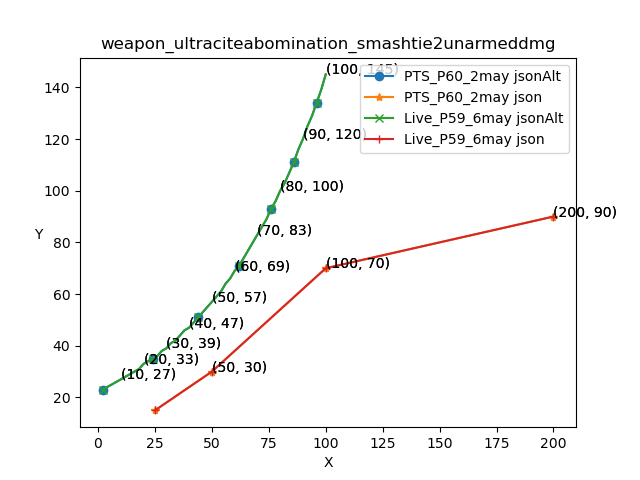 weapon_ultraciteabomination_smashtie2unarmeddmg
PTS_P60_2may jsonAlt
PTS_P60_2may json
Live_P59_6may jsonAlt
Live_P59_6may json
(100, 145)
(90, 120)
(80, 100)
(70, 83)
(60, 69)
(50, 57)
(40, 47)
(30, 39)
(20, 33)
(10, 27)
(200, 90)
(100, 70)
(50, 30)
140
120
100
80
60
40
20
Y
0 25 50 75 100 125 150 175 200
X